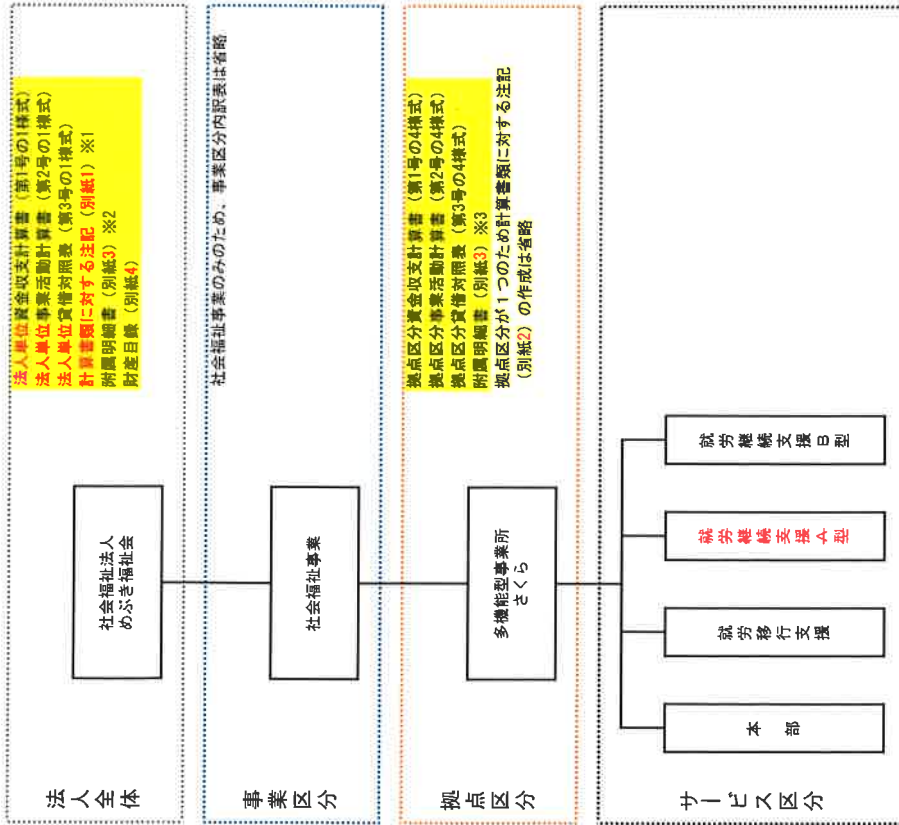 法人全体
社会福祉法人
めぶき福祉会
法人単位資金収支計算書（第1号の1様式）
法人単位事業活動計算書（第2号の1様式）
法人単位貸借対照表（第3号の1様式）
計算書類に対する注記（別紙1）※1
附属明細書（別紙3）※2
財産目録（別紙4）
事業区分
社会福祉事業
社会福祉事業のみのため、事業区分内訳表は省略
拠点区分
多機能型事業所
さくら
拠点区分資金収支計算書（第1号の4様式）
拠点区分事業活動計算書（第2号の4様式）
拠点区分貸借対照表（第3号の4様式）
附属明細書（別紙3）※3
拠点区分が1つのため計算書類に対する注記
（別紙2）の作成は省略
サービス区分
本部
就労移行支援
就労継続支援A型
就労継続支援B型